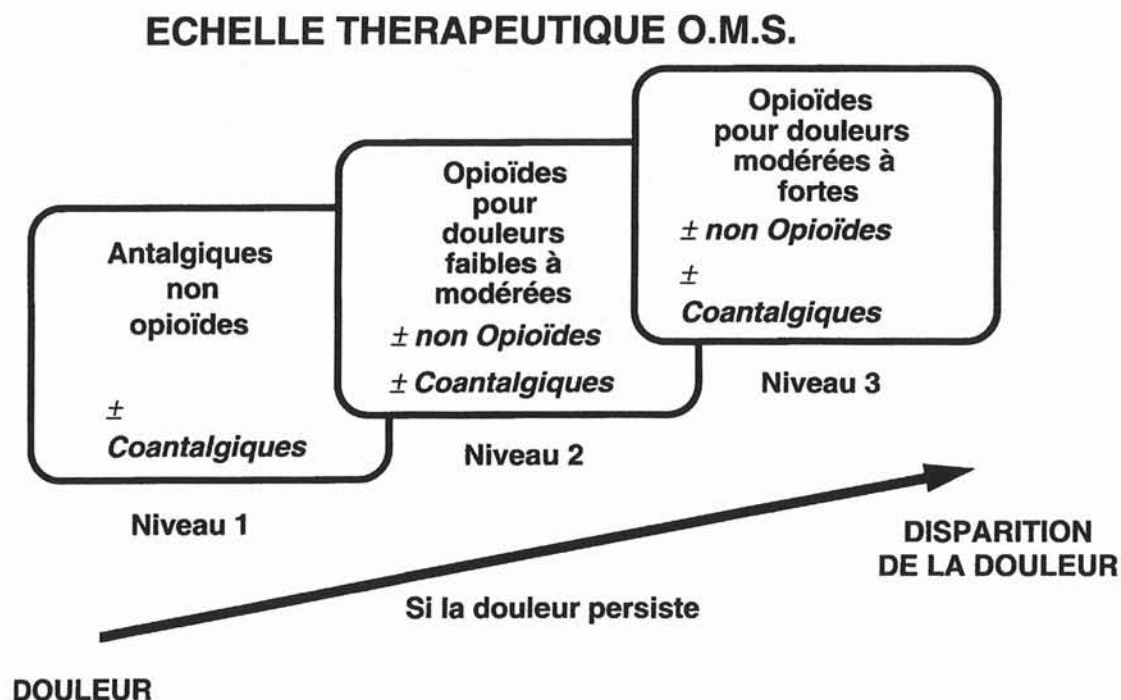 ECHELLE THERAPEUTIQUE O.M.S.
Antalgiques
non
opioïdes
±
Coantalgiques
Niveau 1
Opioïdes
pour
douleurs
faibles à
modérées
± non Opioïdes
± Coantalgiques
Niveau 2
Opioïdes
pour douleurs
modérées à
fortes
± non Opioïdes
±
Coantalgiques
Niveau 3
DOULEUR
Si la douleur persiste
DISPARITION
DE LA DOULEUR